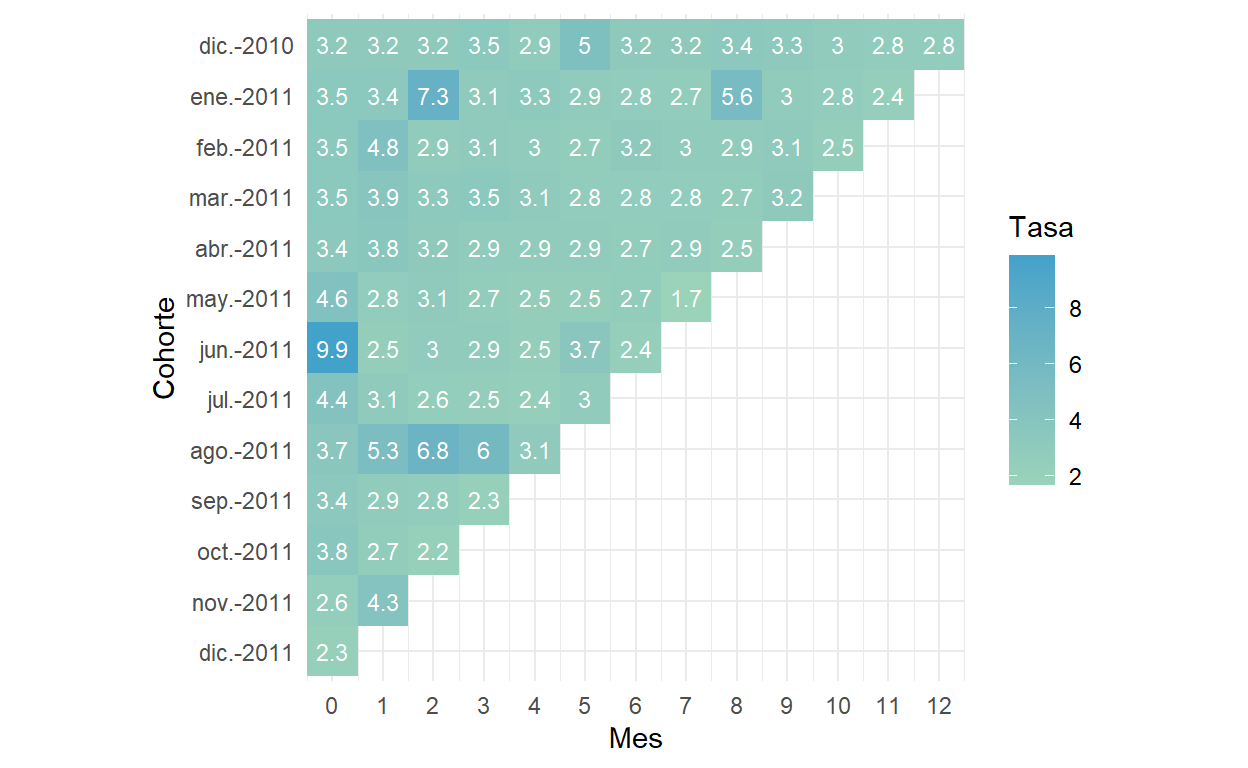 dic.-2010 3.2 3.2 3.2 3.5 2.9 5 3.2 3.2 3.4 3.3 3 2.8 2.8
ene.-2011 3.5 3.4 7.3 3.1 3.3 2.9 2.8 2.7 5.6 3 2.8 2.4
feb.-2011 3.5 4.8 2.9 3.1 3 2.7 3.2 3 2.9 3.1 2.5
mar.-2011 3.5 3.9 3.3 3.5 3.1 2.8 2.8 2.8 2.7 3.2
abr.-2011 3.4 3.8 3.2 2.9 2.9 2.9 2.7 2.9 2.5
may.-2011 4.6 2.8 3.1 2.7 2.5 2.5 2.7 1.7
jun.-2011 9.9 2.5 3 2.9 2.5 3.7 2.4
jul.-2011 4.4 3.1 2.6 2.5 2.4 3
ago.-2011 3.7 5.3 6.8 6 3.1
sep.-2011 3.4 2.9 2.8 2.3
oct.-2011 3.8 2.7 2.2
nov.-2011 2.6 4.3
dic.-2011 2.3
0 1 2 3 4 5 6 7 8 9 10 11 12
Mes
Cohorte
Tasa
8
6
4
2